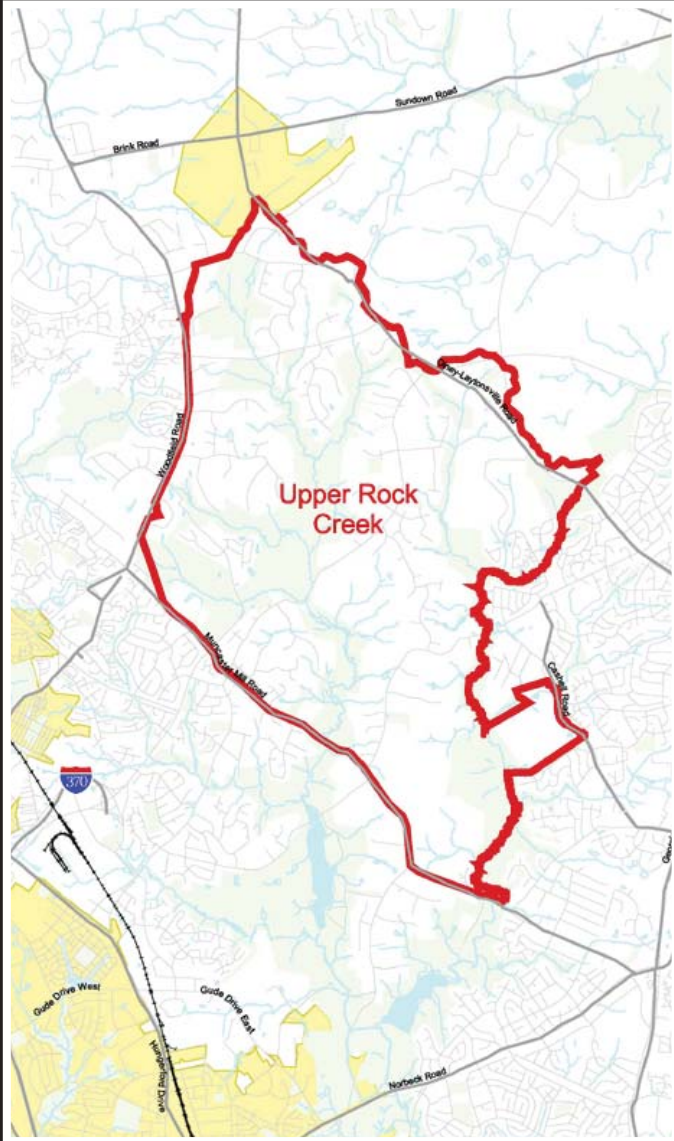 Sundown Road
Brink Road
Olney-Laytonsville Road
Woodfield Road
Upper Rock
Creek
Muncaster Mill Road
Cashell Road
370
Gude Drive West
Gude Drive East
Hungerford Drive
Norbeck Road